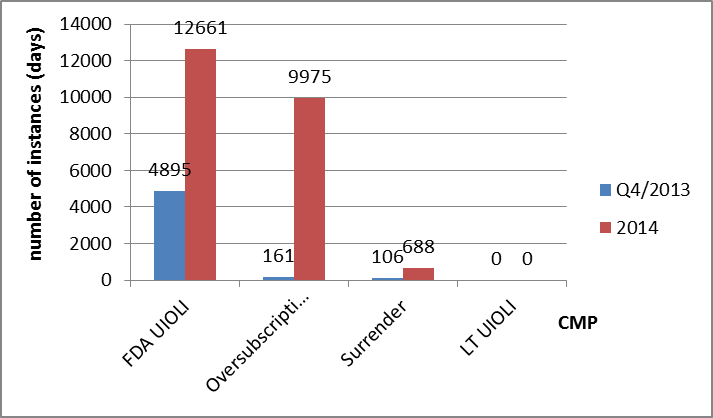 number of instances (days)
14000
12000
10000
8000
6000
4000
2000
0
4895
12661
161
9975
106
688
0
0
FDA UIOLI
Oversubscripti...
Surrender
LT UIOLI
CMP
Q4/2013
2014